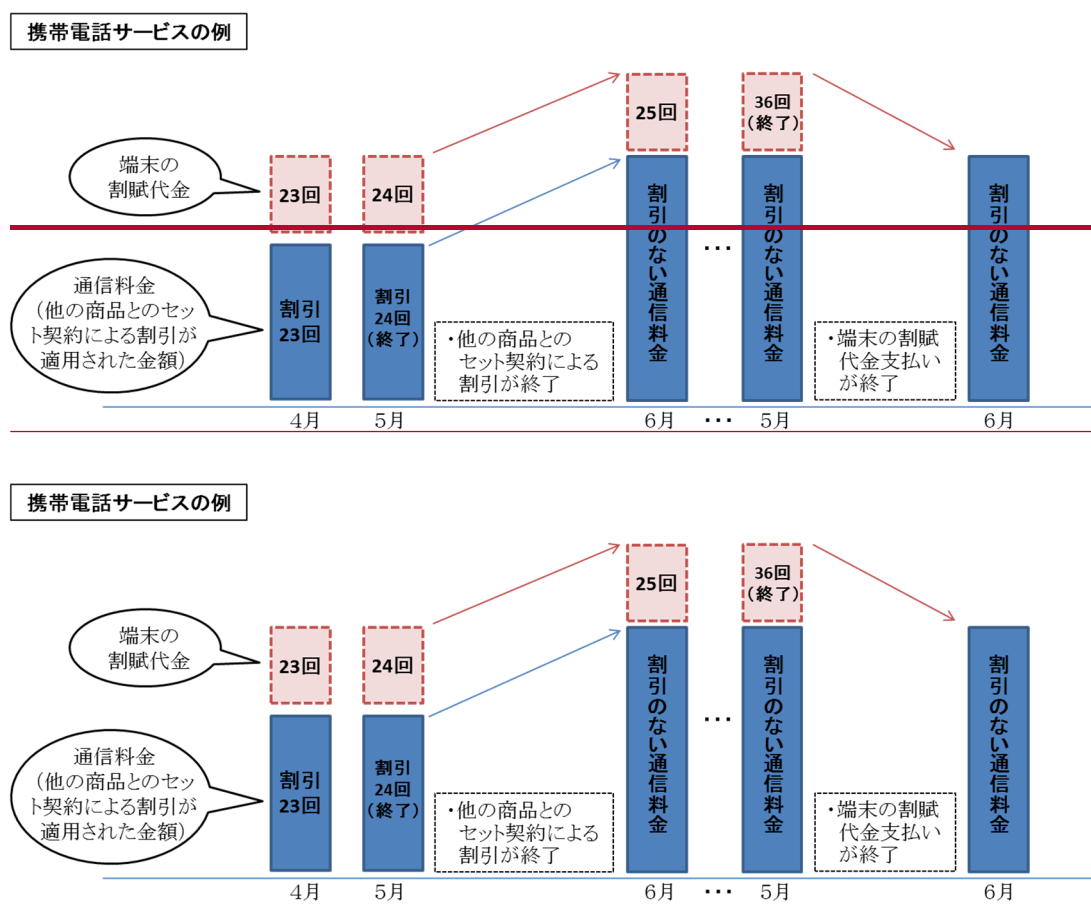 携帯電話サービスの例
端末の
割賦代金
23回
24回
25回
36回
（終了）
通信料金
（他の商品とのセッ
ト契約による割引が
適用された金額）
割引
23回
割引
24回
（終了）
・他の商品との
セット契約による
割引が終了
割引のない通信料金
・・・
割引のない通信料金
・端末の割賦
代金支払い
が終了
割引のない通信料金
4月
5月
6月
・・・
5月
6月
携帯電話サービスの例
端末の
割賦代金
23回
24回
25回
36回
（終了）
通信料金
（他の商品とのセッ
ト契約による割引が
適用された金額）
割引
23回
割引
24回
（終了）
・他の商品との
セット契約による
割引が終了
割引のない通信料金
・・・
割引のない通信料金
・端末の割賦
代金支払い
が終了
割引のない通信料金
4月
5月
6月
・・・
5月
6月